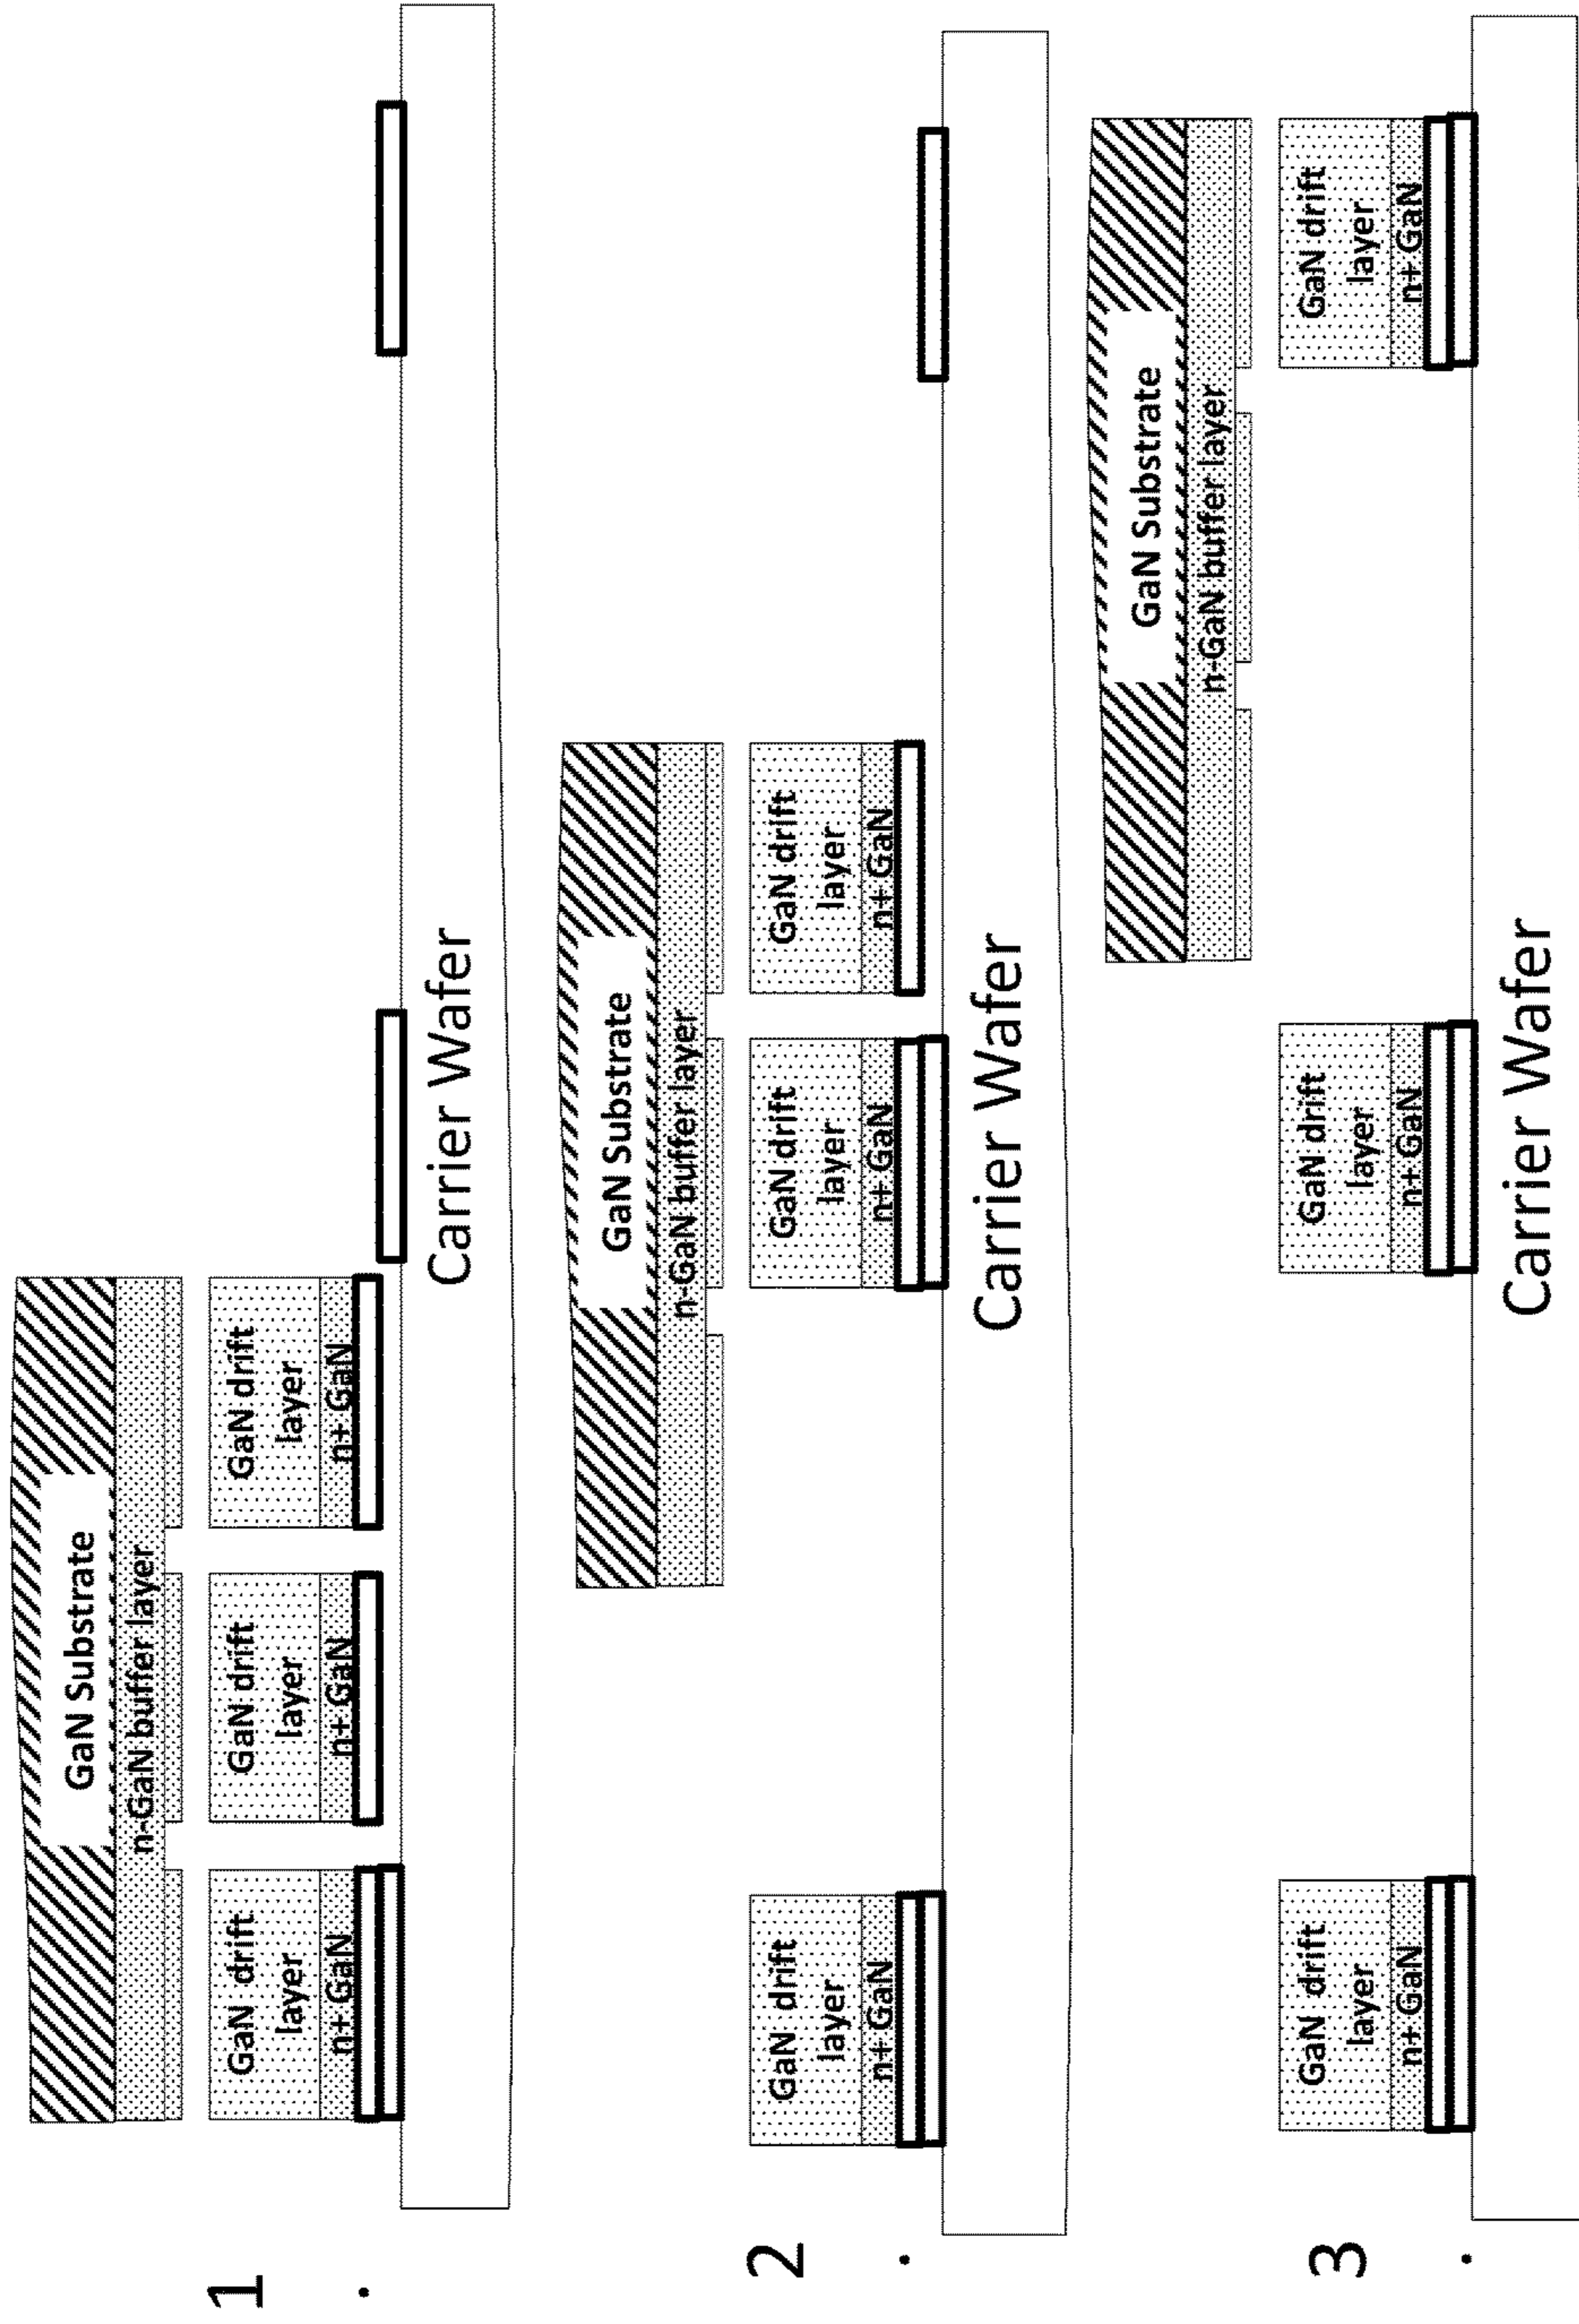 1
.
GaN Substrate
n-GaN buffer layer
GaN drift
layer
n+ GaN
GaN drift
layer
n+ GaN
GaN drift
layer
n+ GaN
Carrier Wafer
2
.
GaN Substrate
n-GaN buffer layer
GaN drift
layer
n+ GaN
GaN drift
layer
n+ GaN
GaN drift
layer
n+ GaN
Carrier Wafer
3
.
GaN Substrate
n-GaN buffer layer
GaN drift
layer
n+ GaN
GaN drift
layer
n+ GaN
GaN drift
layer
n+ GaN
Carrier Wafer